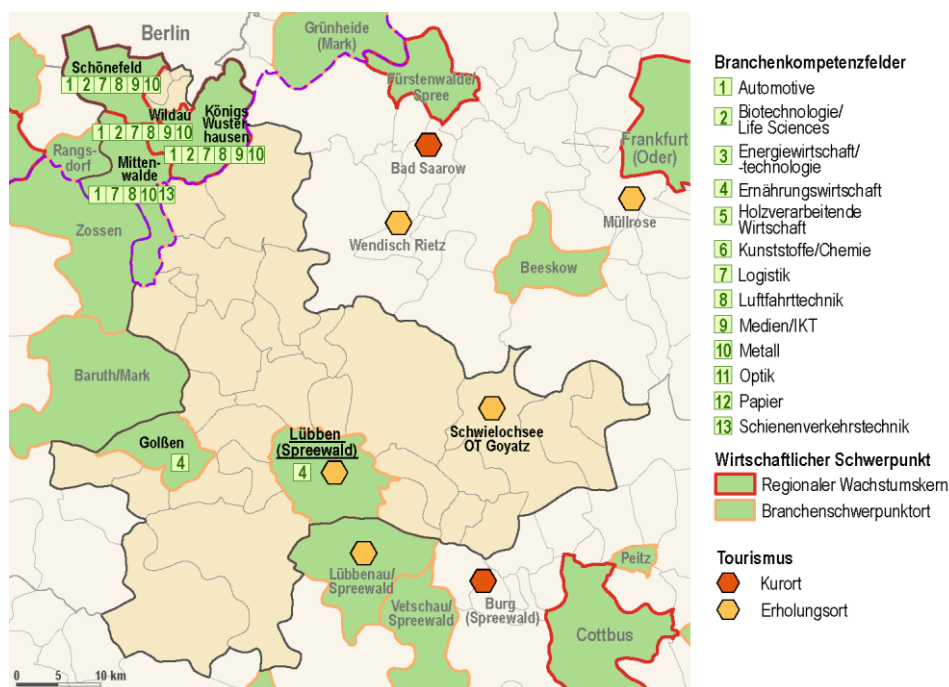 Berlin
Grünheide
(Mark)
Schönefeld
1 2 7 8 9 10
Fürstenwalde/
Spree
Wildau
1 2 7 8 9 10
Königs
Wuster-
hausen
1 2 7 8 9 10
Rangs-
dorf
Mitten-
walde
1 7 8 10 13
Frankfurt
(Oder)
Bad Saarow
Müllrose
Zossen
Wendisch Rietz
Beeskow
Baruth/Mark
Schwielochsee
OT Goyatz
Golßen
4
Lübben
(Spreewald)
4
Lübbenau/
Spreewald
Vetschau/
Spreewald
Burg
(Spreewald)
Peitz
Cottbus
0 5 10 km
Branchenkompetenzfelder
1 Automotive
2 Biotechnologie/
Life Sciences
3 Energiewirtschaft/
-technologie
4 Ernährungswirtschaft
5 Holzverarbeitende
Wirtschaft
6 Kunststoffe/Chemie
7 Logistik
8 Luftfahrttechnik
9 Medien/IKT
10 Metall
11 Optik
12 Papier
13 Schienenverkehrstechnik
Wirtschaftlicher Schwerpunkt
Regionaler Wachstumskern
Branchenschwerpunktort
Tourismus
Kurort
Erholungsort